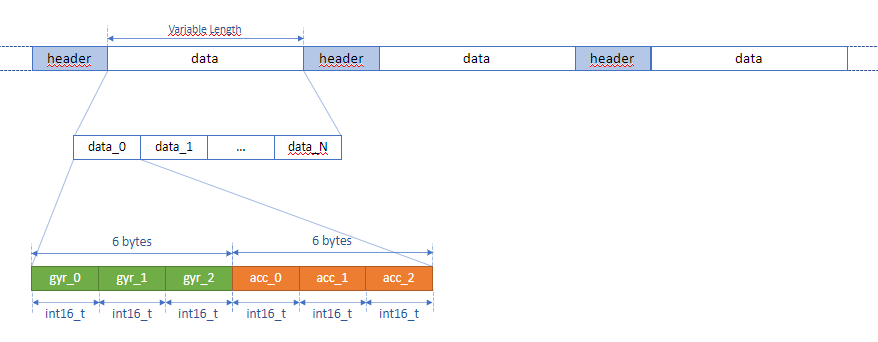 Variable Length
header data header data header data
data_0 data_1 ... data_N
6 bytes 6 bytes
gyr_0 gyr_1 gyr_2 acc_0 acc_1 acc_2
int16_t int16_t int16_t int16_t int16_t int16_t